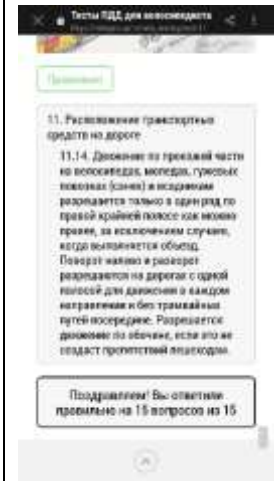 Тесты ПДД для велосипедиста
Правильно!
11. Расположение транспортных
средств на дороге
11.14. Движение по проезжей части
на велосипедах, мопедах, гужевых
повозках (санях) и всадникам
разрешается только в один ряд по
правой крайней полосе как можно
правее, за исключением случаев,
когда выполняется объезд.
Поворот налево и разворот
разрешаются на дорогах с одной
полосой для движения в каждом
направлении и без трамвайных
путей посередине. Разрешается
движение по обочине, если это не
создаст препятствий пешеходам.
Поздравляем! Вы ответили
правильно на 15 вопросов из 15